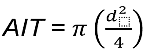 AIT = π (d²⬚/4)